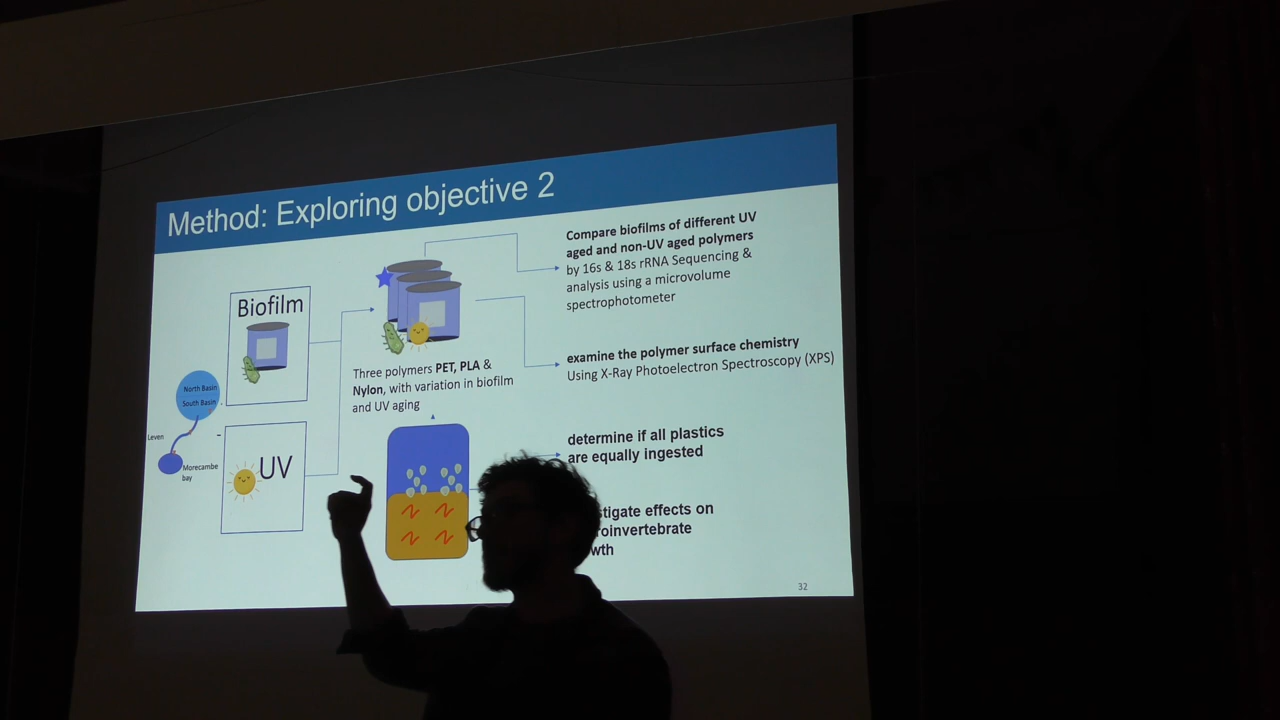 Method: Exploring objective 2
Biofilm
North Basin
South Basin
Leven
Morecambe
bay
UV
Three polymers PET, PLA &
Nylon, with variation in biofilm
and UV aging
Compare biofilms of different UV
aged and non-UV aged polymers
by 16s & 18s rRNA Sequencing &
analysis using a microvolume
spectrophotometer
examine the polymer surface chemistry
Using X-Ray Photoelectron Spectroscopy (XPS)
determine if all plastics
are equally ingested
effects on
32